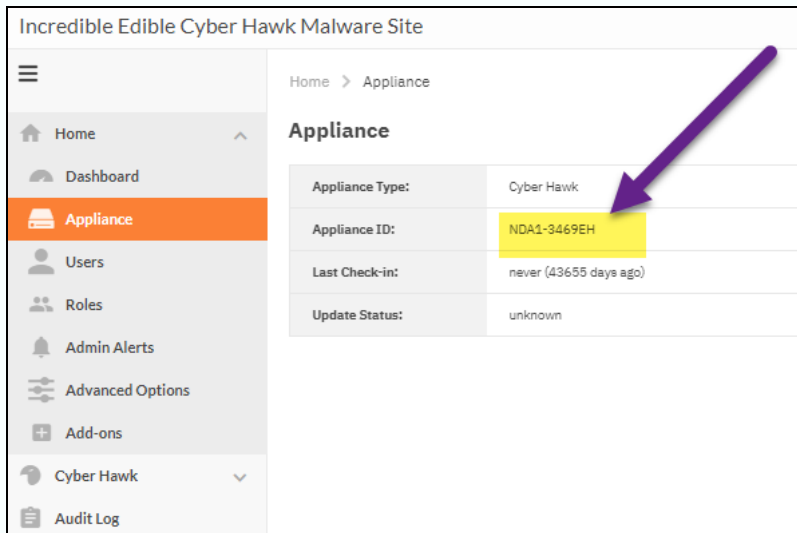 Incredible Edible Cyber Hawk Malware Site
Home > Appliance
Home
Dashboard
Appliance
Users
Roles
Admin Alerts
Advanced Options
Add-ons
Cyber Hawk
Audit Log
Appliance
Appliance Type: Cyber Hawk
Appliance ID: NDA1-3469EH
Last Check-in: never (43655 days ago)
Update Status: unknown